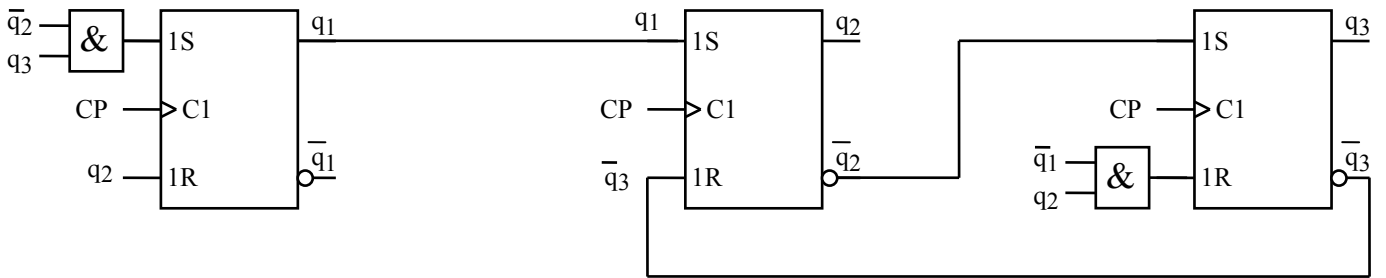 q̅2 & 1S q1 q1 1S q2 1S q3
q3
CP C1 CP C1 CP C1
q2 1R q̅1 q̅3 1R q̅2 q̅1 & 1R q̅3
q2